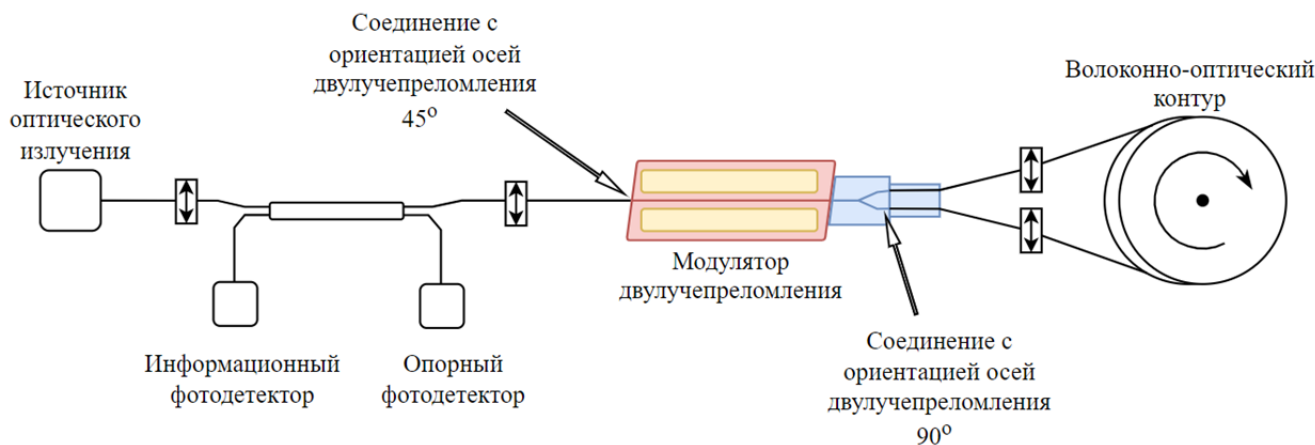 Соединение с
ориентацией осей
двулучепреломления
45°
Источник
оптического
излучения
Волоконно-оптический
контур
Модулятор
двулучепреломления
Информационный
фотодетектор
Опорный
фотодетектор
Соединение с
ориентацией осей
двулучепреломления
90°